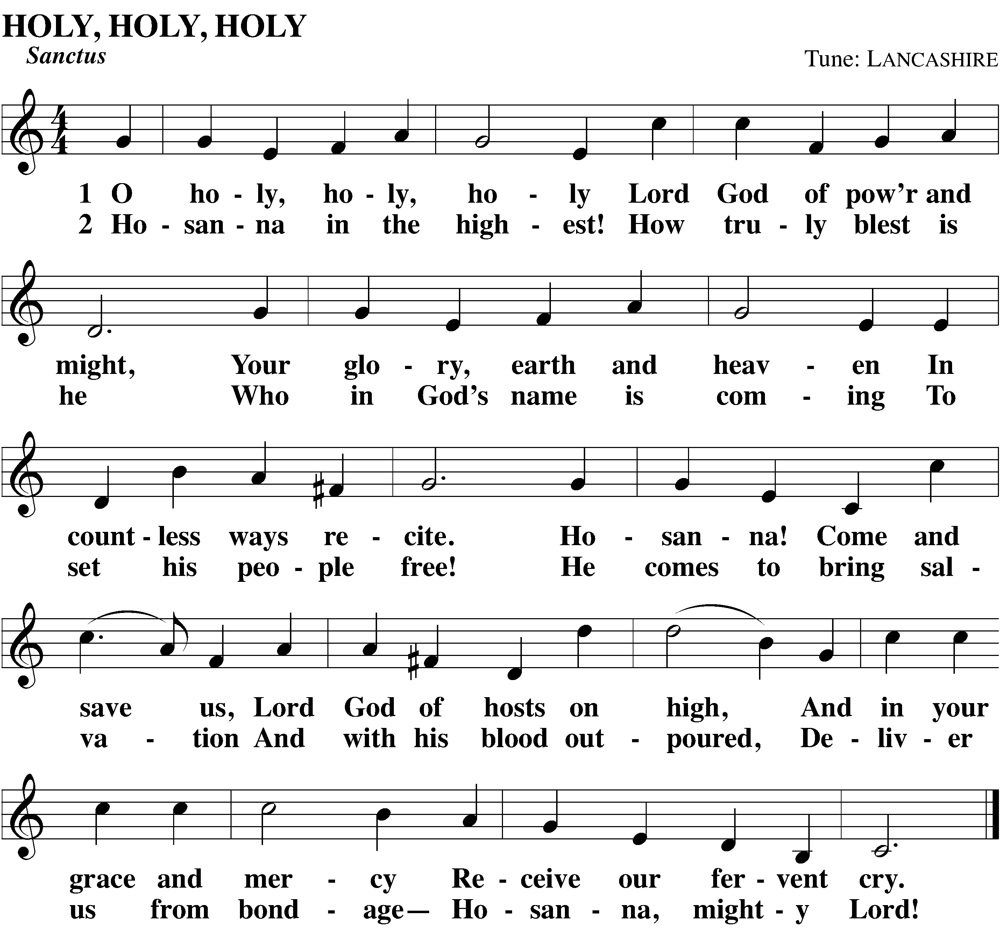 HOLY, HOLY, HOLY
Sanctus
Tune: LANCASHIRE
4
4
1 O ho - ly, ho - ly, ho - ly Lord God of pow’r and
2 Ho - san - na in the high - est! How tru - ly blest is
might, Your glo - ry, earth and heav - en In
he Who in God’s name is com - ing To
count - less ways re - cite. Ho - san - na! Come and
set his peo - ple free! He comes to bring sal -
save us, Lord God of hosts on high, And in your
va - tion And with his blood out - poured, De - liv - er
grace and mer - cy Re - ceive our fer - vent cry.
us from bond - age— Ho - san - na, might - y Lord!